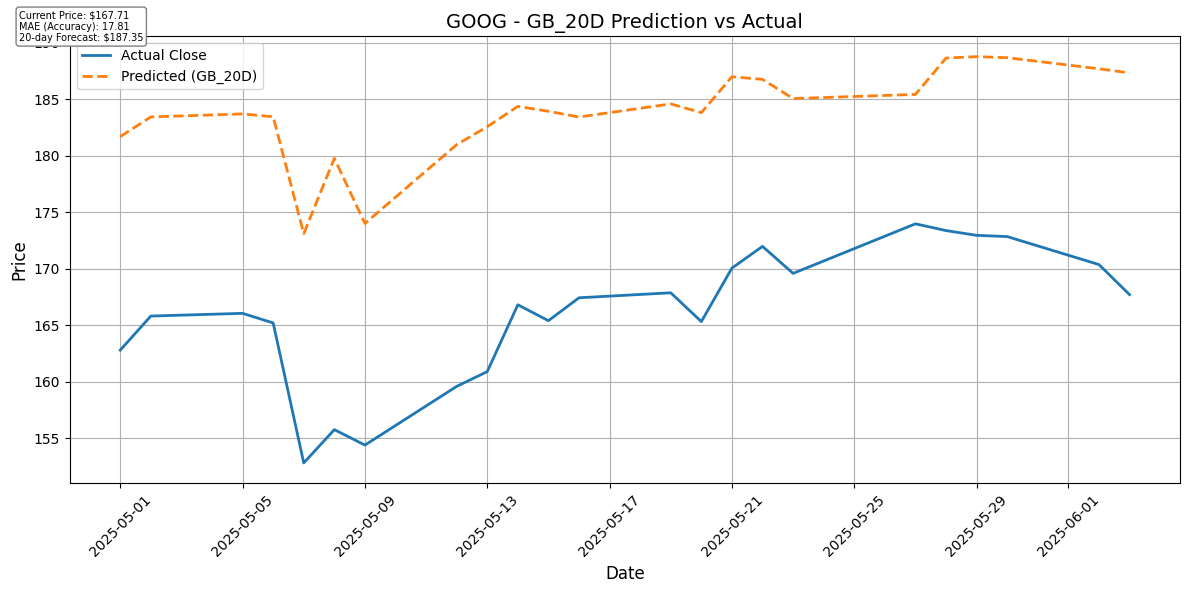 GOOG - GB_20D Prediction vs Actual
Current Price: $167.71
MAE (Accuracy): 17.81
20-day Forecast: $187.35
Actual Close
Predicted (GB_20D)
Price
185
180
175
170
165
160
155
2025-05-01
2025-05-05
2025-05-09
2025-05-13
2025-05-17
2025-05-21
2025-05-25
2025-05-29
2025-06-01
Date